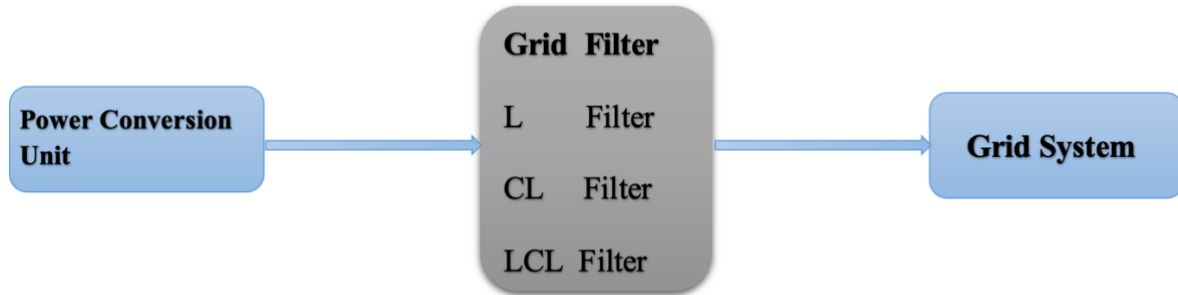 Power Conversion
Unit
Grid Filter
L Filter
CL Filter
LCL Filter
Grid System